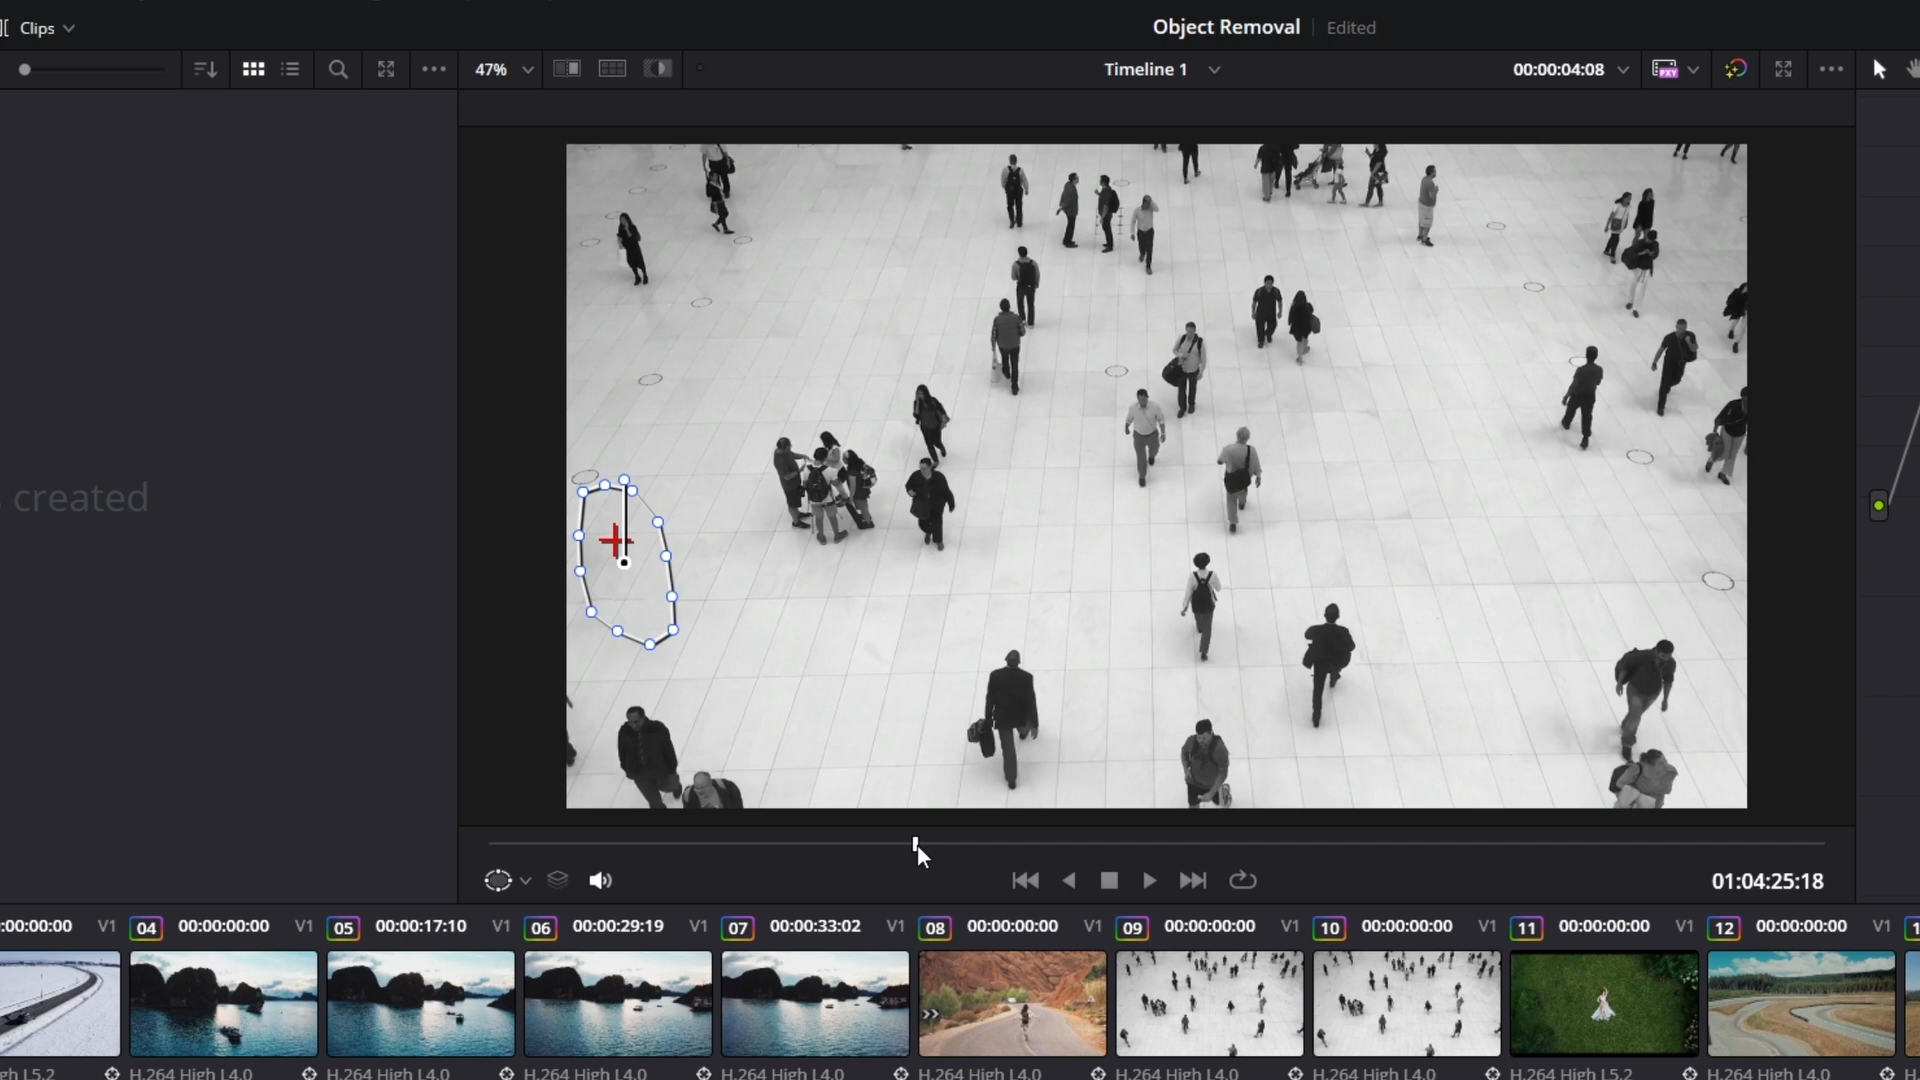 Clips
Object Removal
Edited
47%
Timeline 1
00:00:04:08
PXY
s created
01:04:25:18
:00:00:00 V1
04 00:00:00:00 V1
05 00:00:17:10 V1
06 00:00:29:19 V1
07 00:00:33:02 V1
08 00:00:00:00 V1
09 00:00:00:00 V1
10 00:00:00:00 V1
11 00:00:00:00 V1
12 00:00:00:00 V1
gh L5.2
H.264 High L4.0
H.264 High L4.0
H.264 High L4.0
H.264 High L4.0
H.264 High L4.0
H.264 High L4.0
H.264 High L4.0
H.264 High L5.2
H.264 High L4.0